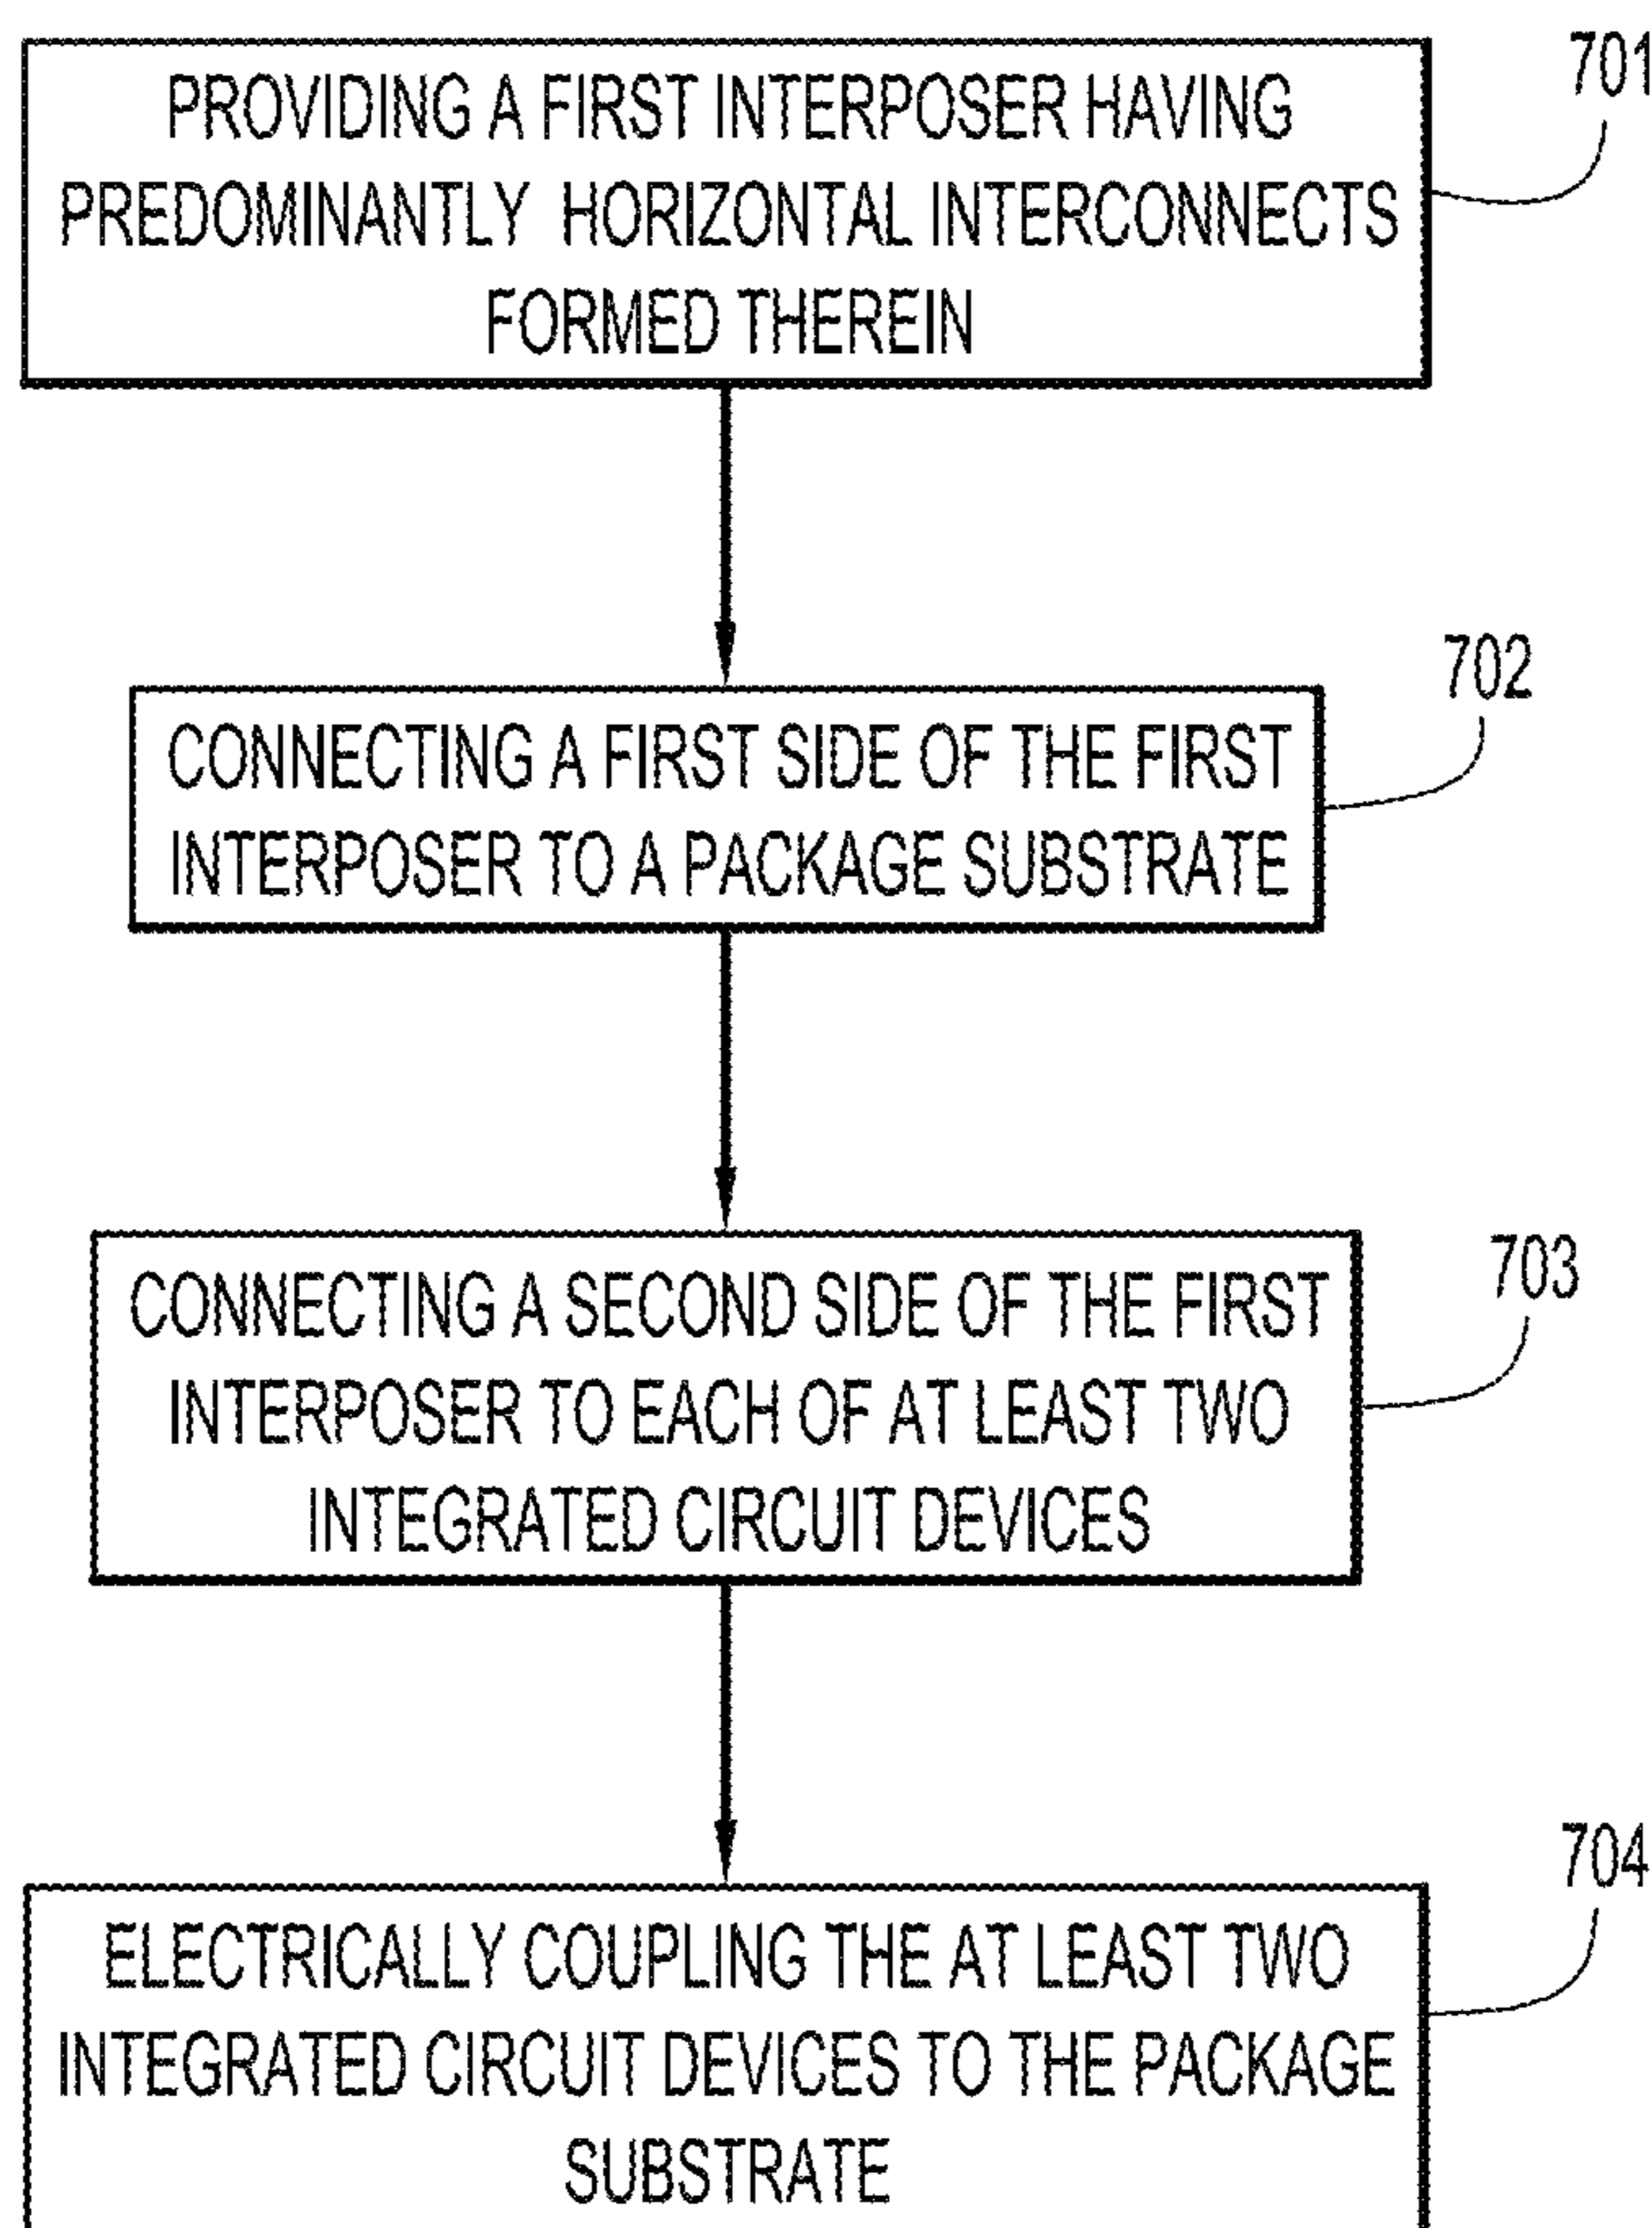 701
PROVIDING A FIRST INTERPOSER HAVING
PREDOMINANTLY HORIZONTAL INTERCONNECTS
FORMED THEREIN
702
CONNECTING A FIRST SIDE OF THE FIRST
INTERPOSER TO A PACKAGE SUBSTRATE
703
CONNECTING A SECOND SIDE OF THE FIRST
INTERPOSER TO EACH OF AT LEAST TWO
INTEGRATED CIRCUIT DEVICES
704
ELECTRICALLY COUPLING THE AT LEAST TWO
INTEGRATED CIRCUIT DEVICES TO THE PACKAGE
SUBSTRATE